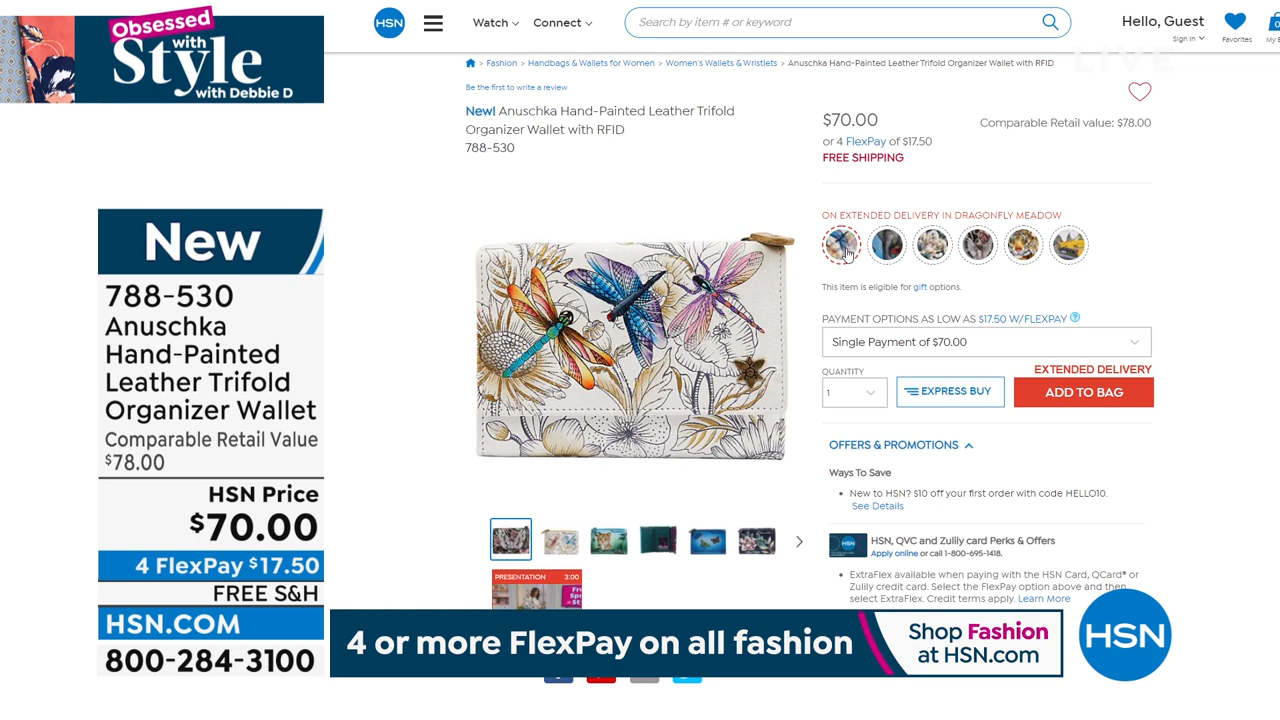 Obsessed
with
Style
with Debbie D
New
788-530
Anuschka
Hand-Painted
Leather Trifold
Organizer Wallet
Comparable Retail Value
$78.00
HSN Price
$70.00
4 FlexPay $17.50
FREE S&H
HSN.COM
800-284-3100
HSN
Watch
Connect
Search by item # or keyword
Hello, Guest
Sign In
Favorites
0
LIVE
Fashion > Handbags & Wallets for Women > Women's Wallets & Wristlets > Anuschka Hand-Painted Leather Trifold Organizer Wallet with RFID
Be the first to write a review
New! Anuschka Hand-Painted Leather Trifold
Organizer Wallet with RFID
788-530
$70.00
Comparable Retail value: $78.00
or 4 FlexPay of $17.50
FREE SHIPPING
ON EXTENDED DELIVERY IN DRAGONFLY MEADOW
This item is eligible for gift options.
PAYMENT OPTIONS AS LOW AS $17.50 W/FLEXPAY ?
Single Payment of $70.00
QUANTITY
EXTENDED DELIVERY
1
EXPRESS BUY
ADD TO BAG
OFFERS & PROMOTIONS
Ways To Save
• New to HSN? $10 off your first order with code HELLO10.
See Details
HSN, QVC and Zulily card Perks & Offers
Apply online or call 1-800-695-1418.
• ExtraFlex available when paying with the HSN Card, QCard® or
Zulily credit card. Select the FlexPay option above and then
select ExtraFlex. Credit terms apply. Learn More
PRESENTATION 3:00
4 or more FlexPay on all fashion
Shop Fashion
at HSN.com
HSN